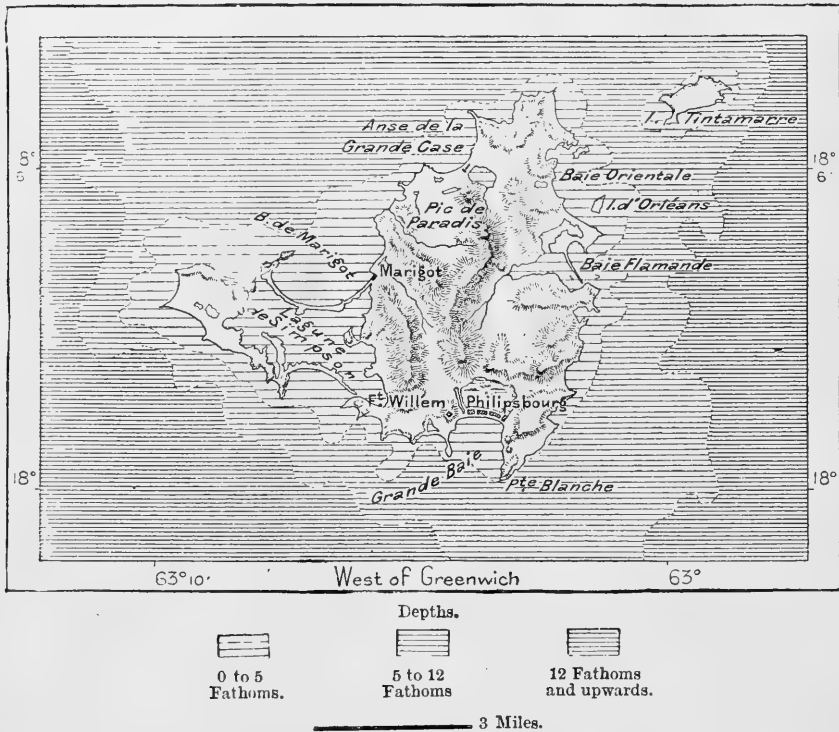 I. Tintamarre
Anse de la
Grande Case
18°
6'
18°
6'
Baie Orientale
I. d'Orléans
Pic de
Paradis
B. de Marigot
Marigot
Baie Flamande
Lagune
de Simpson
Ft. Willem
Philipsbourg
Grande Baie
Pte. Blanche
18°
18°
63°10'
West of Greenwich
63°
Depths.
0 to 5
Fathoms.
5 to 12
Fathoms
12 Fathoms
and upwards.
3 Miles.